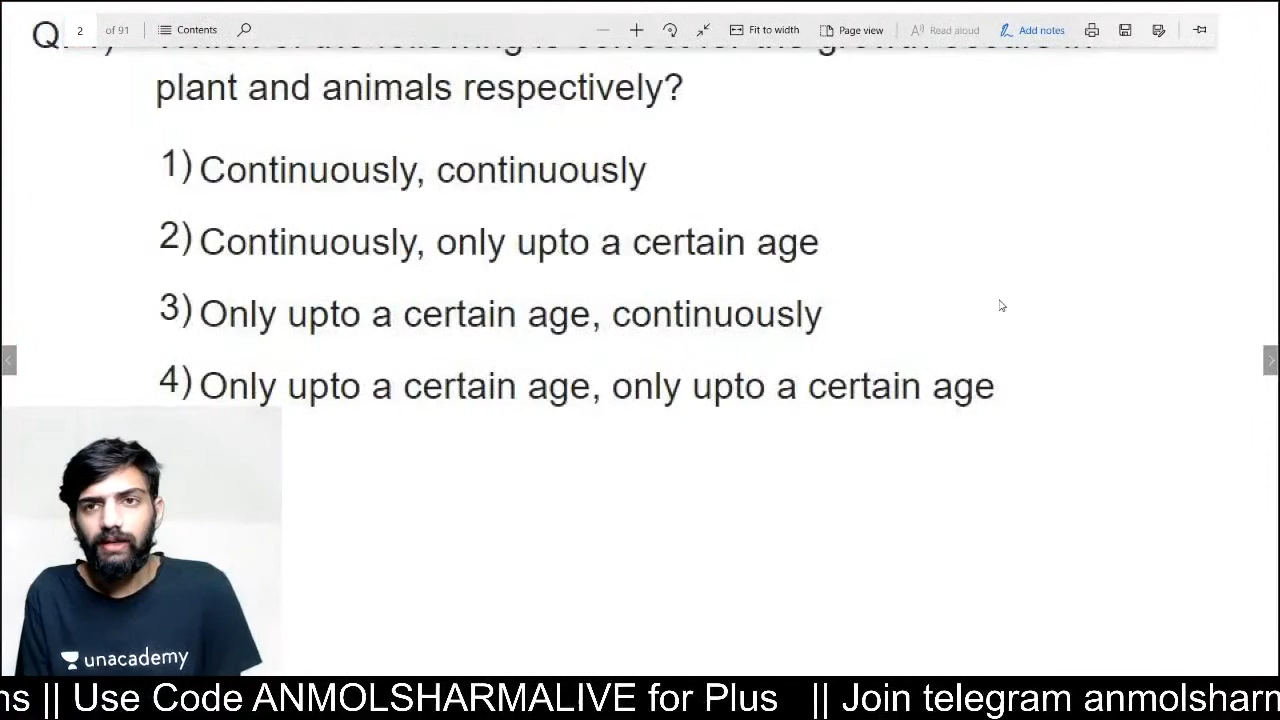 2 of 91 Contents Fit to width Page view Read aloud Add notes
Q.
plant and animals respectively?
1) Continuously, continuously
2) Continuously, only upto a certain age
3) Only upto a certain age, continuously
4) Only upto a certain age, only upto a certain age
unacademy
|| Use Code ANMOLSHARMALIVE for Plus || Join telegram